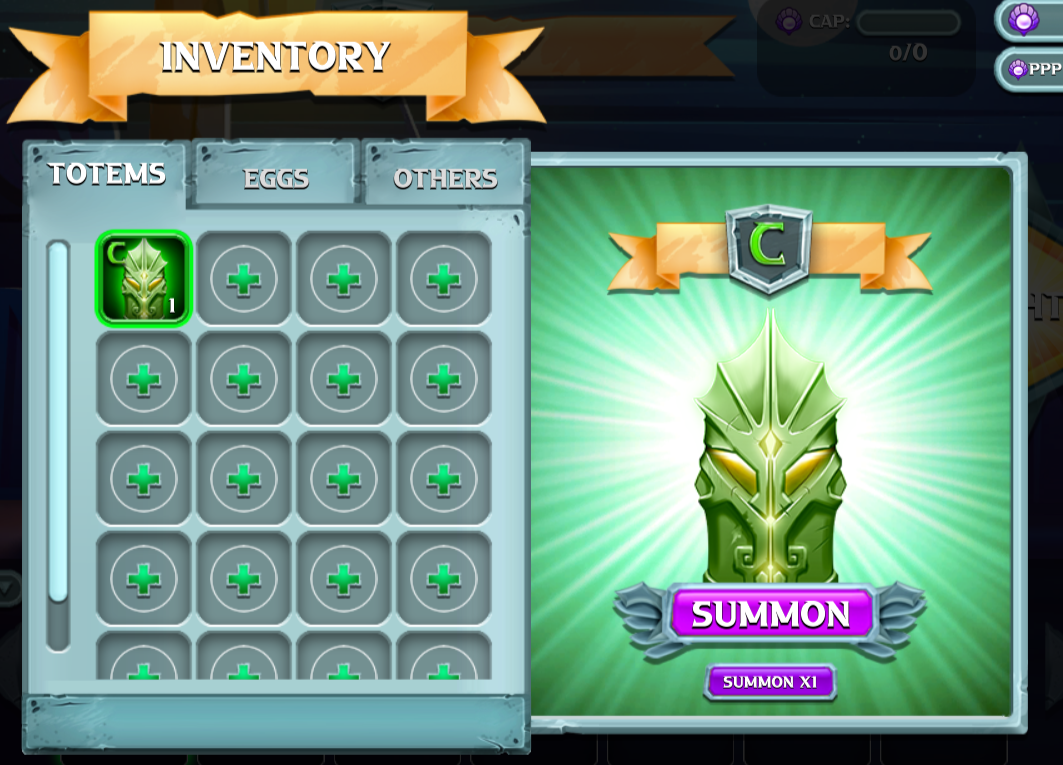 INVENTORY
CAP:
0/0
PPP
TOTEMS
EGGS
OTHERS
C
1
C
SUMMON
SUMMON X1